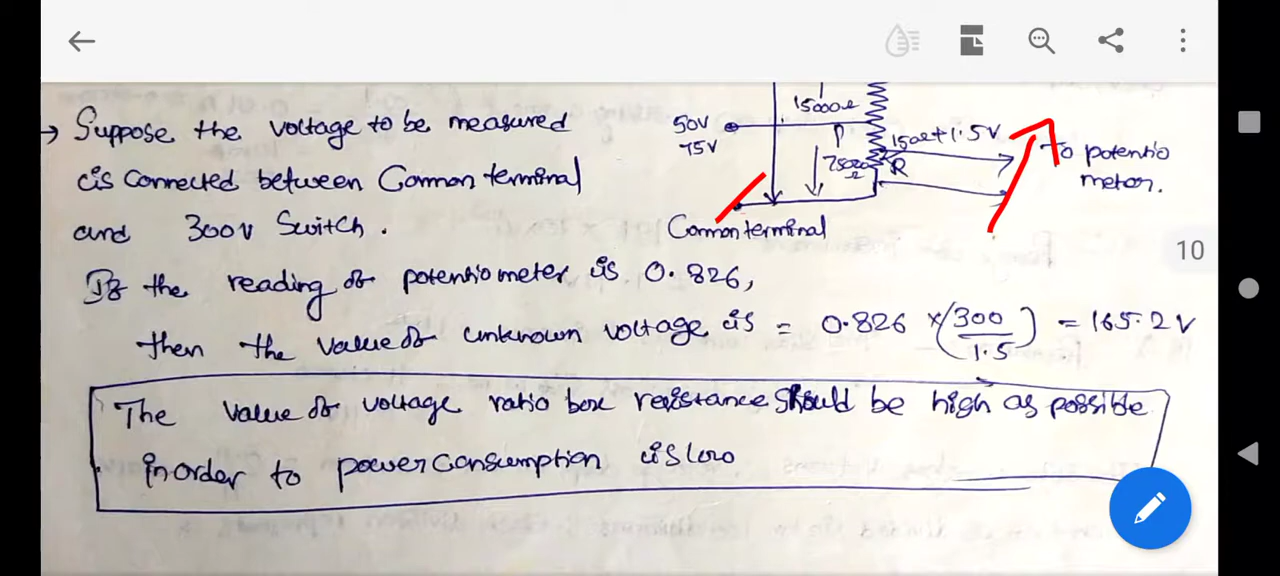 → Suppose the voltage to be measured
is connected between Common terminal
and 300V Switch.
15000Ω
50V
75V
P
150Ω+1.5V
R
To potentio
meter.
Common terminal
10
If the reading of potentiometer is 0.826,
then the value of unknown voltage is = 0.826 × (300/1.5) = 165.2V
The value of voltage ratio box resistance should be high as possible
inorder to power consumption is low